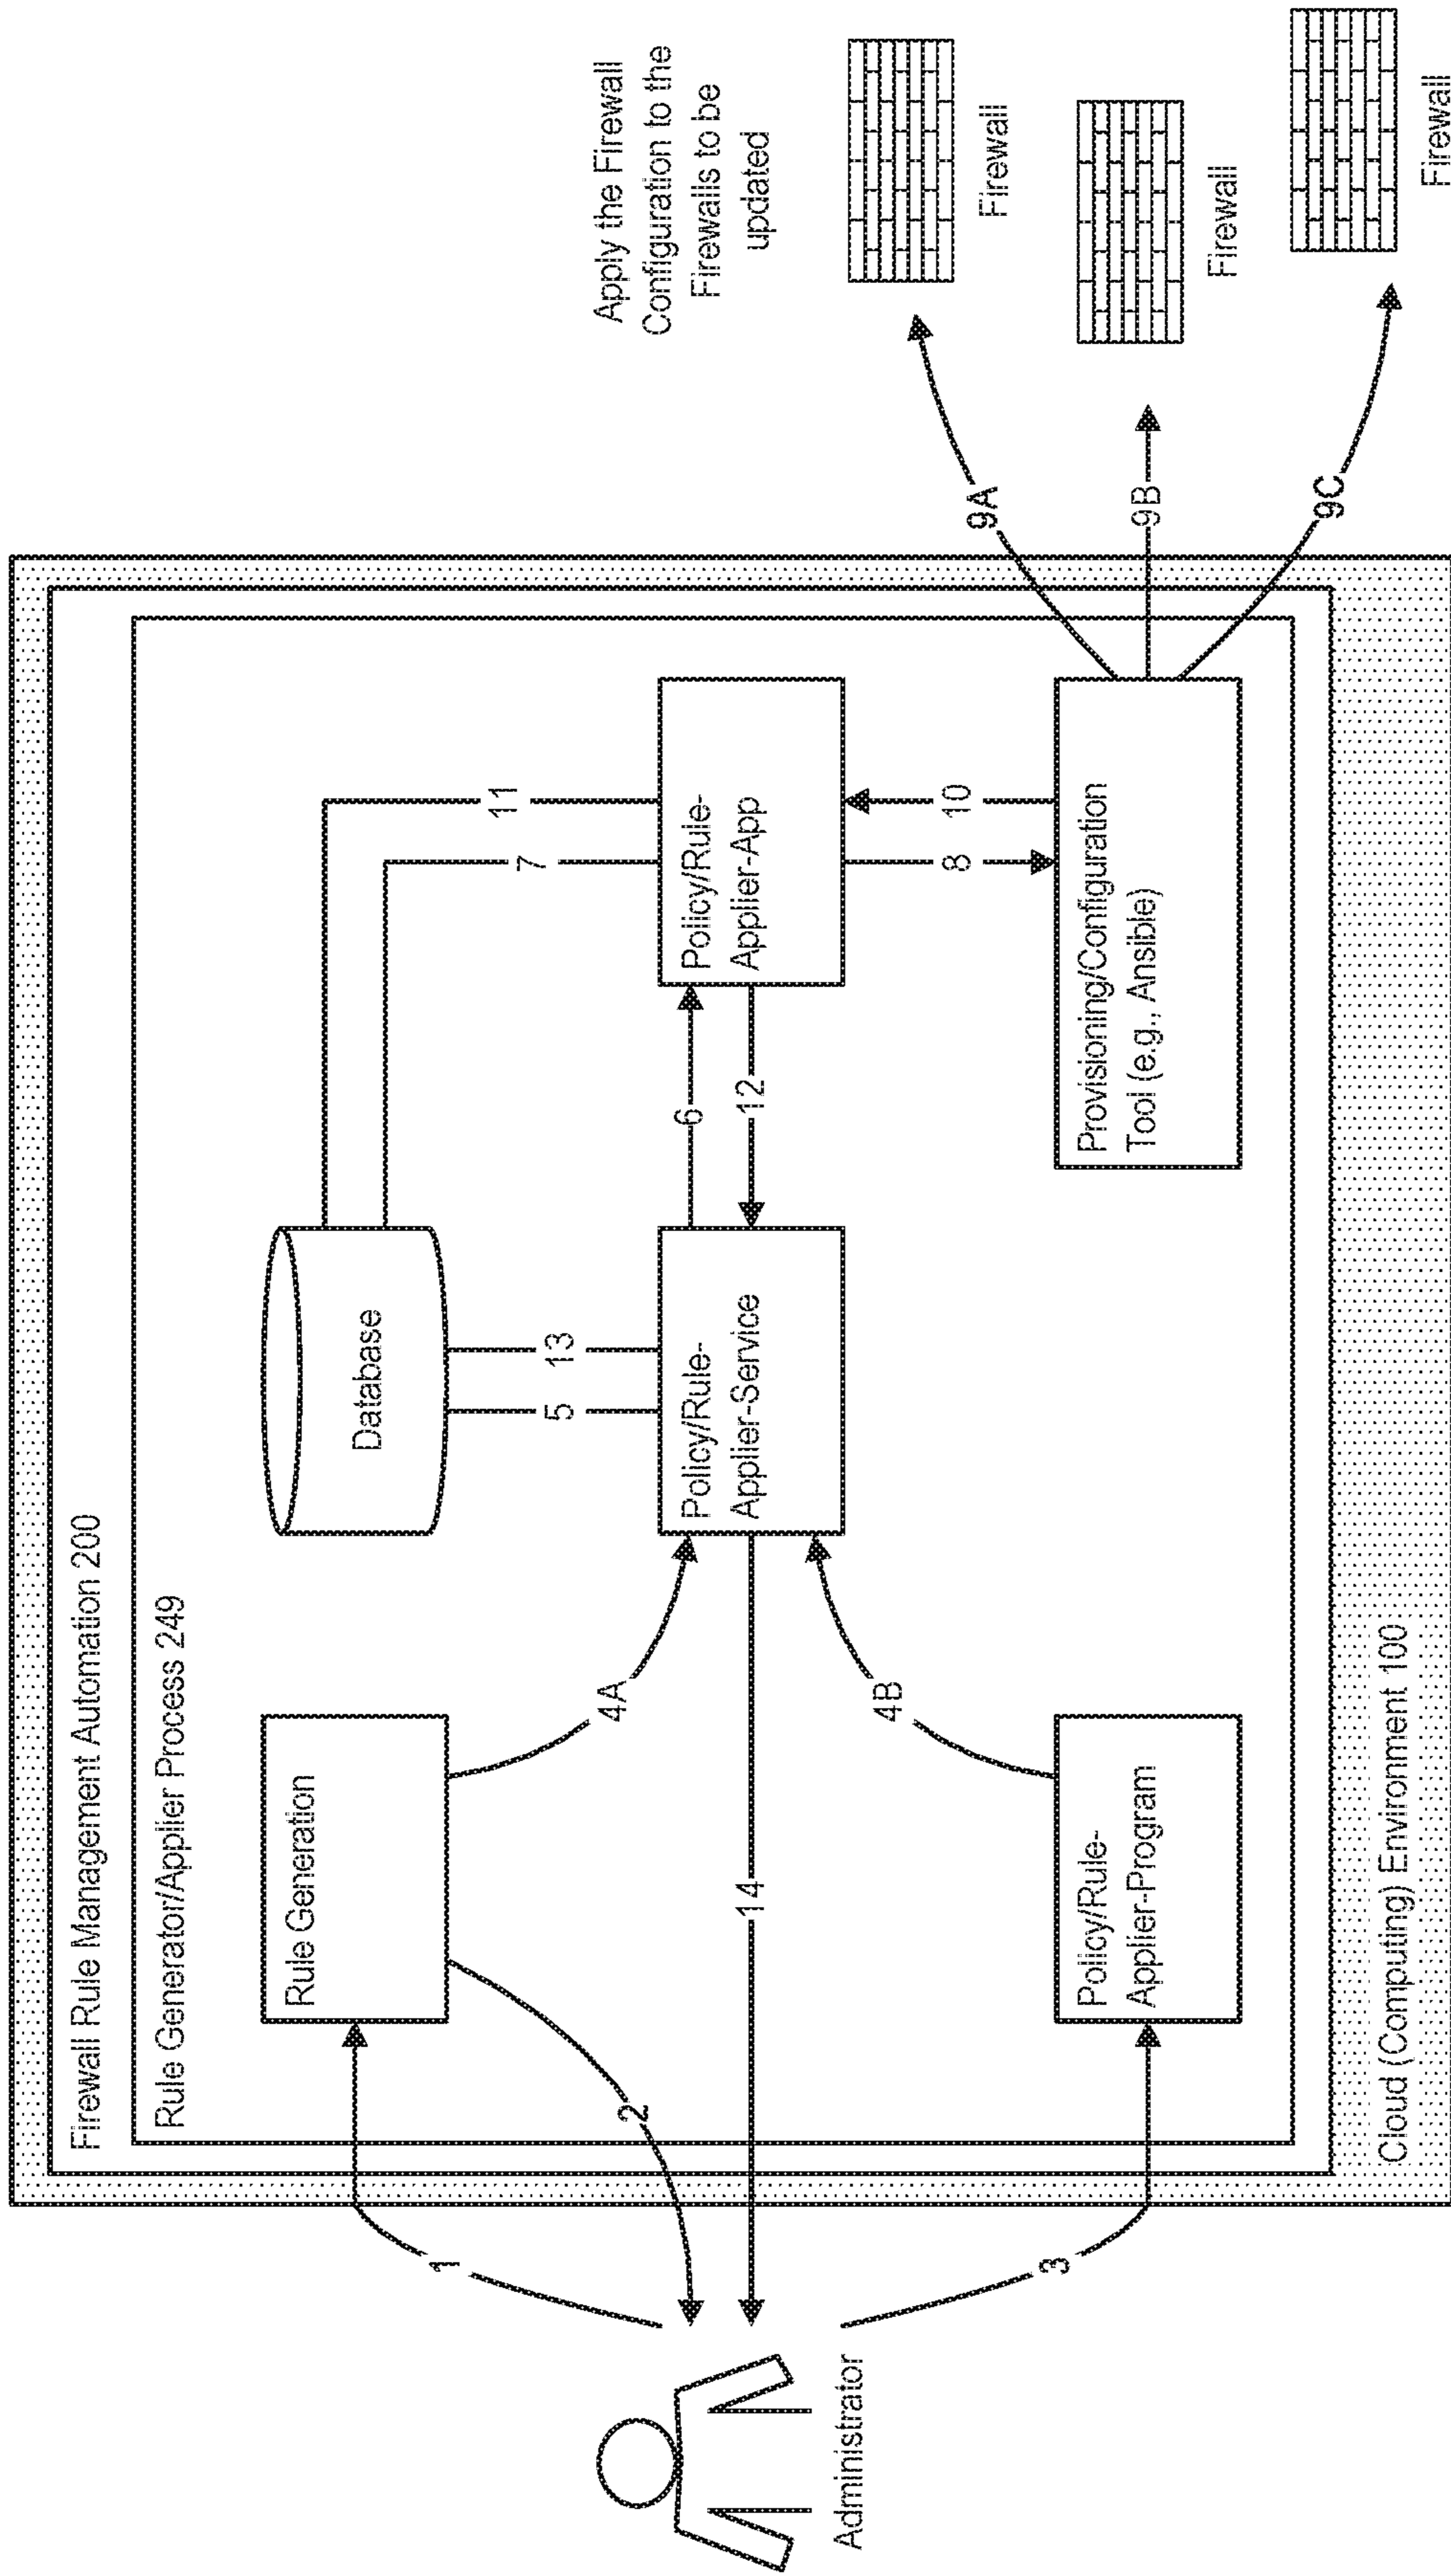 Firewall Rule Management Automation 200
Rule Generator/Applier Process 249
Rule Generation
Database
Policy/Rule-
Applier-Service
Policy/Rule-
Applier-App
Policy/Rule-
Applier-Program
Provisioning/Configuration
Tool (e.g., Ansible)
Cloud (Computing) Environment 100
Administrator
1
2
3
4A
4B
5
13
6
12
7
11
8
10
14
9A
9B
9C
Apply the Firewall
Configuration to the
Firewalls to be
updated
Firewall
Firewall
Firewall